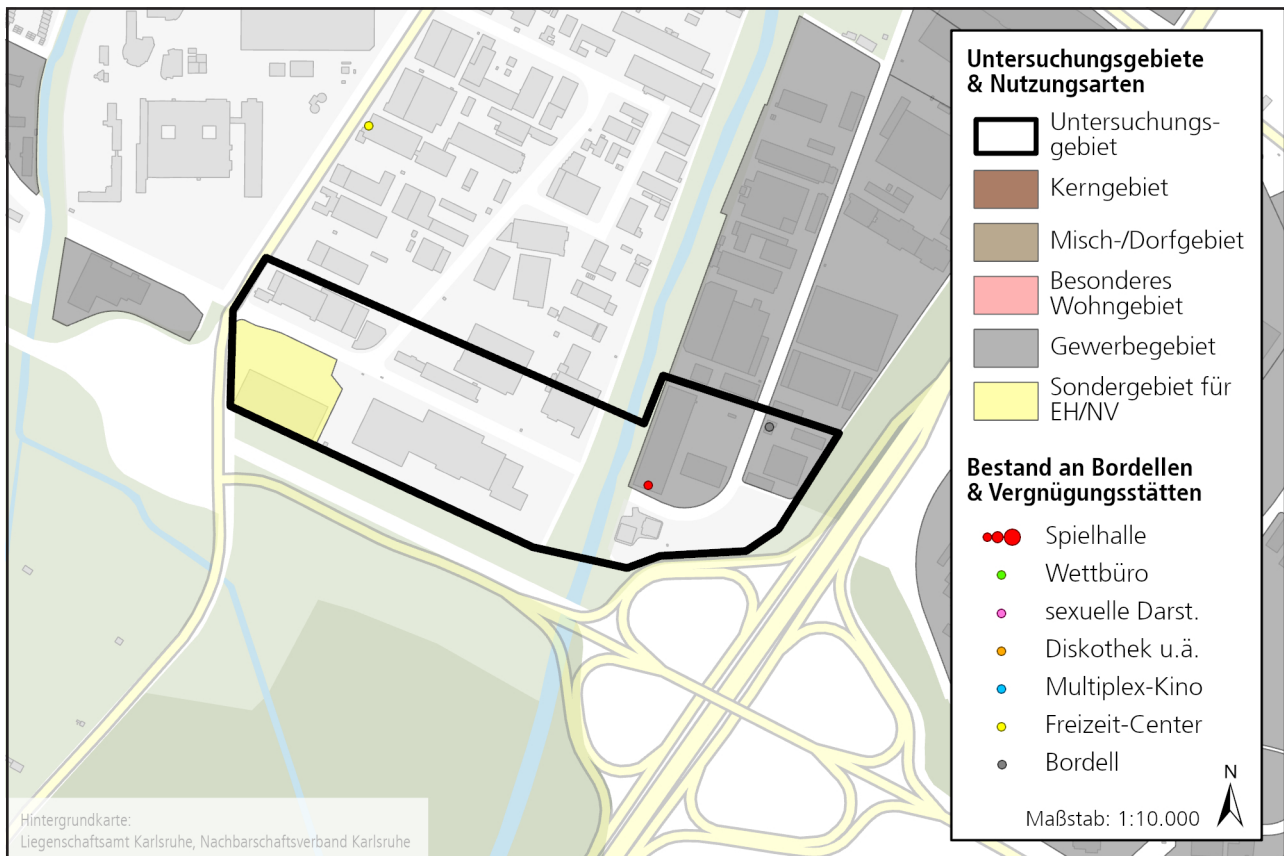 Untersuchungsgebiete
& Nutzungsarten
Untersuchungs-
gebiet
Kerngebiet
Misch-/Dorfgebiet
Besonderes
Wohngebiet
Gewerbegebiet
Sondergebiet für
EH/NV
Bestand an Bordellen
& Vergnügungsstätten
Spielhalle
Wettbüro
sexuelle Darst.
Diskothek u.ä.
Multiplex-Kino
Freizeit-Center
Bordell
N
Maßstab: 1:10.000
Hintergrundkarte:
Liegenschaftsamt Karlsruhe, Nachbarschaftsverband Karlsruhe